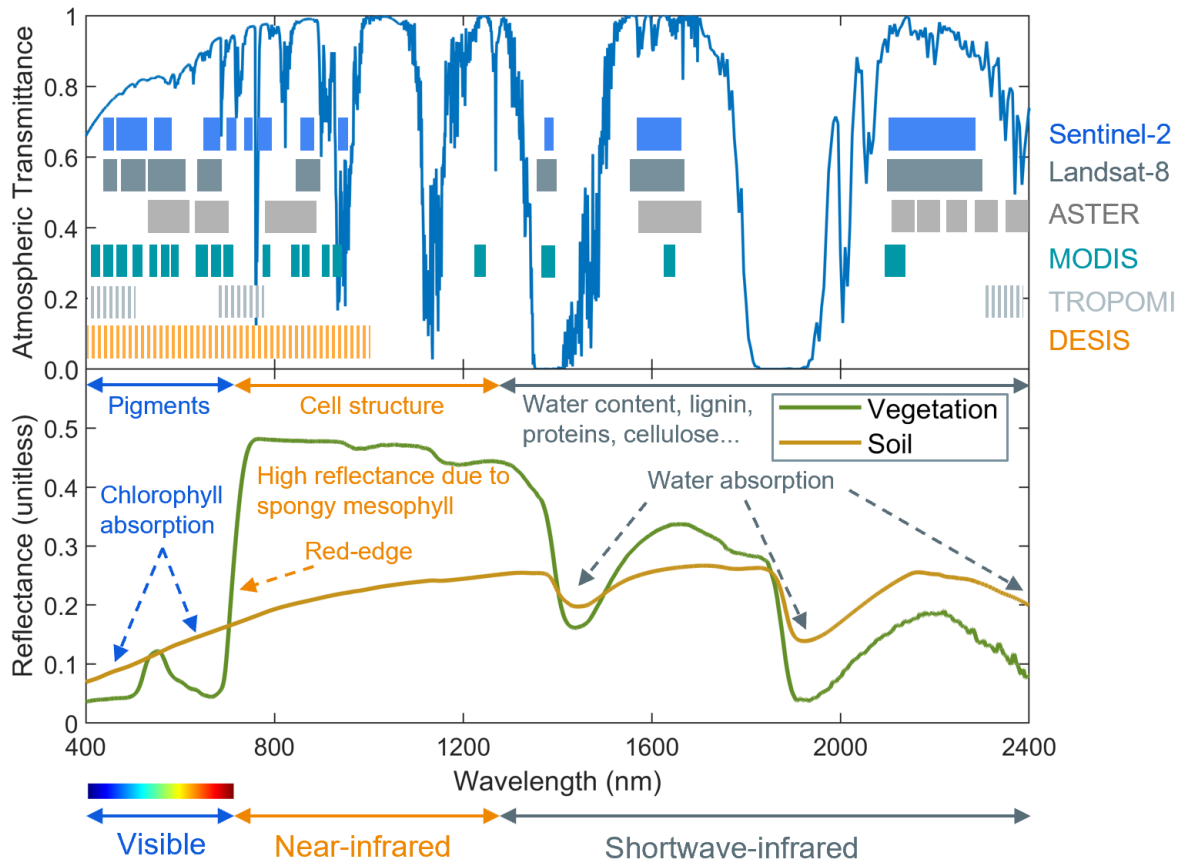 Atmospheric Transmittance
1
0.8
0.6
0.4
0.2
0.0
Sentinel-2
Landsat-8
ASTER
MODIS
TROPOMI
DESIS
Pigments
Cell structure
Water content, lignin,
proteins, cellulose...
Vegetation
Soil
Reflectance (unitless)
0.5
0.4
0.3
0.2
0.1
0
Chlorophyll
absorption
High reflectance due to
spongy mesophyll
Red-edge
Water absorption
400 800 1200 1600 2000 2400
Wavelength (nm)
Visible
Near-infrared
Shortwave-infrared